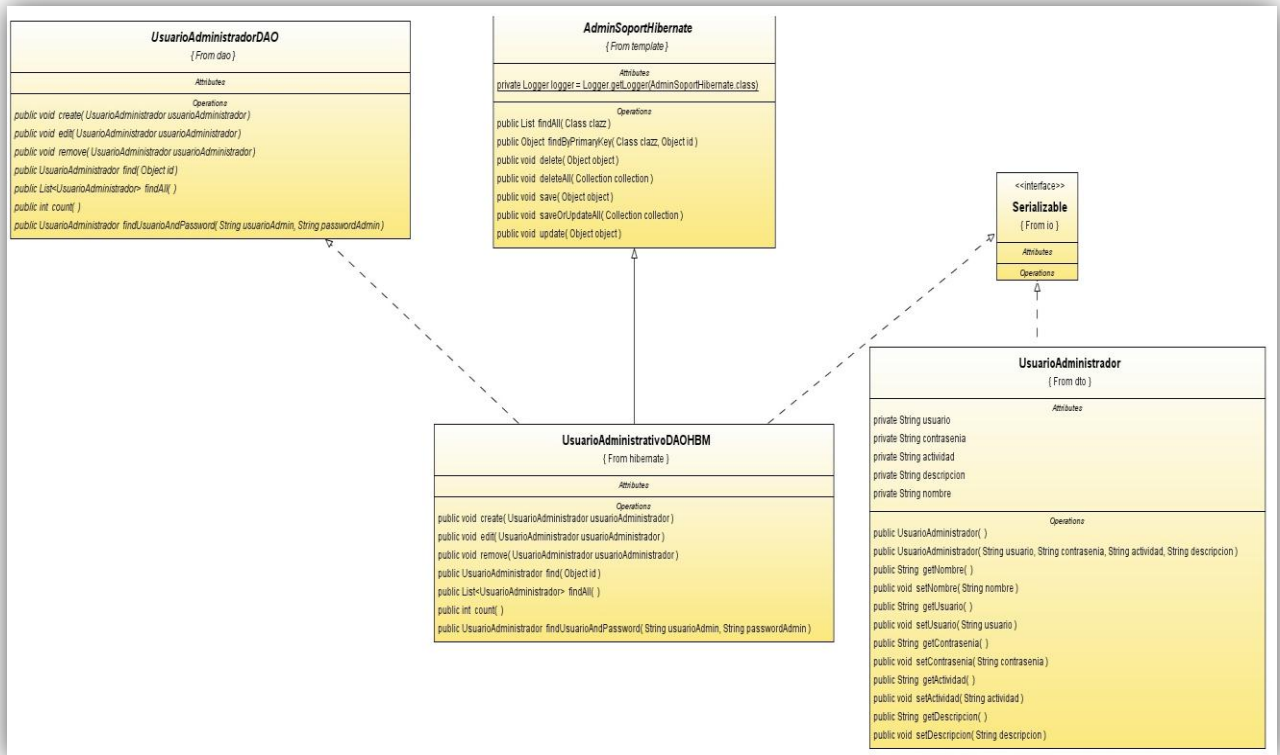 UsuarioAdministradorDAO
{ From dao }
Attributes
Operations
public void create( UsuarioAdministrador usuarioAdministrador)
public void edit( UsuarioAdministrador usuarioAdministrador)
public void remove( UsuarioAdministrador usuarioAdministrador)
public UsuarioAdministrador find( Object id)
public List<UsuarioAdministrador> findAll( )
public int count( )
public UsuarioAdministrador findUsuarioAndPassword( String usuarioAdmin, String passwordAdmin )
AdminSoportHibernate
{ From template }
Attributes
private Logger logger = Logger.getLogger(AdminSoportHibernate.class)
Operations
public List findAll( Class clazz )
public Object findByPrimaryKey( Class clazz, Object id )
public void delete( Object object )
public void deleteAll( Collection collection )
public void save( Object object )
public void saveOrUpdateAll( Collection collection )
public void update( Object object )
<<interface>>
Serializable
{ From io }
Attributes
Operations
UsuarioAdministrativoDAOHBM
{ From hibernate }
Attributes
Operations
public void create( UsuarioAdministrador usuarioAdministrador)
public void edit( UsuarioAdministrador usuarioAdministrador)
public void remove( UsuarioAdministrador usuarioAdministrador)
public UsuarioAdministrador find( Object id )
public List<UsuarioAdministrador> findAll( )
public int count( )
public UsuarioAdministrador findUsuarioAndPassword( String usuarioAdmin, String passwordAdmin )
UsuarioAdministrador
{ From dto }
Attributes
private String usuario
private String contrasenia
private String actividad
private String descripcion
private String nombre
Operations
public UsuarioAdministrador( )
public UsuarioAdministrador( String usuario, String contrasenia, String actividad, String descripcion )
public String getNombre( )
public void setNombre( String nombre )
public String getUsuario( )
public void setUsuario( String usuario )
public String getContrasenia( )
public void setContrasenia( String contrasenia )
public String getActividad( )
public void setActividad( String actividad )
public String getDescripcion( )
public void setDescripcion( String descripcion )